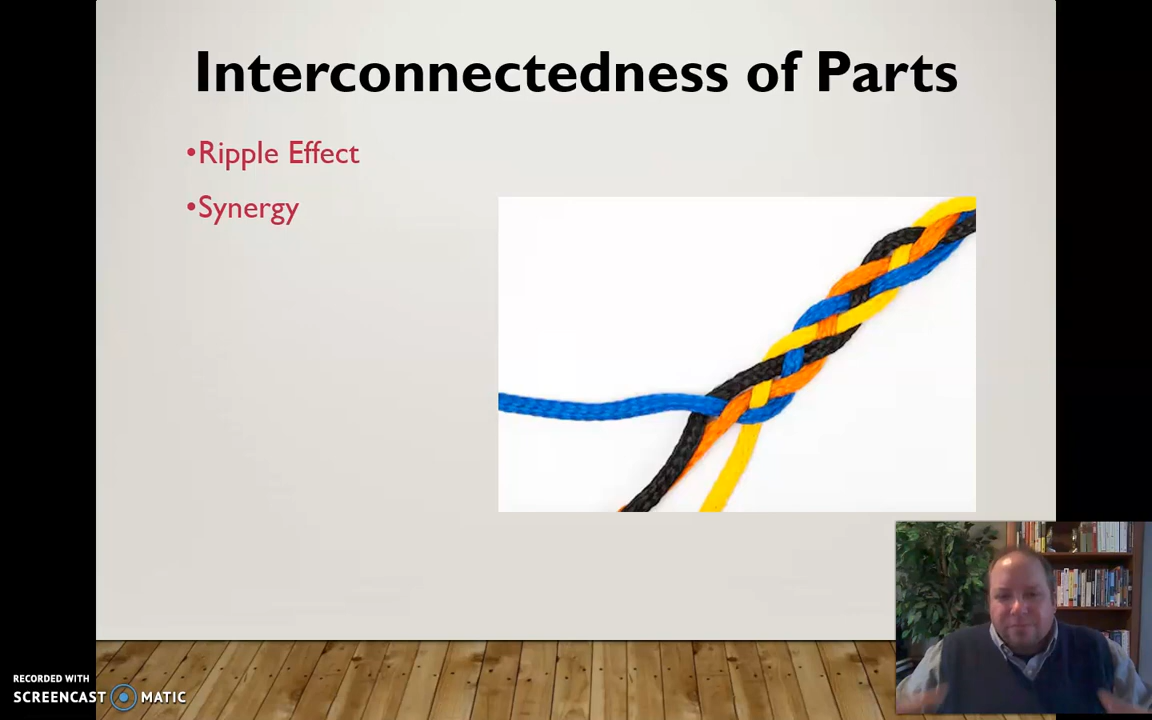 Interconnectedness of Parts
•Ripple Effect
•Synergy
RECORDED WITH
SCREENCAST MATIC